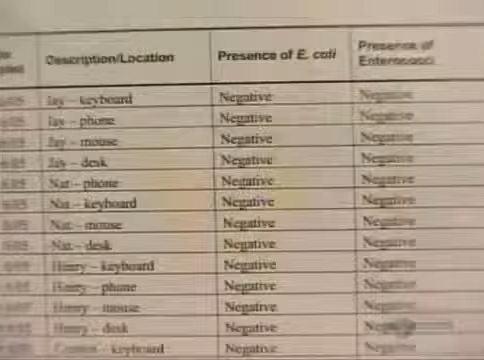 Description/Location Presence of E. coli Presence of
Enterococci
Jay – keyboard Negative Negative
Jay – phone Negative Negative
Jay – mouse Negative Negative
Jay – desk Negative Negative
Nat – phone Negative Negative
Nat – keyboard Negative Negative
Nat – mouse Negative Negative
Nat – desk Negative Negative
Henry – keyboard Negative Negative
Henry – phone Negative Negative
Henry – mouse Negative Negative
Henry – desk Negative Negative
– keyboard Negative Negative